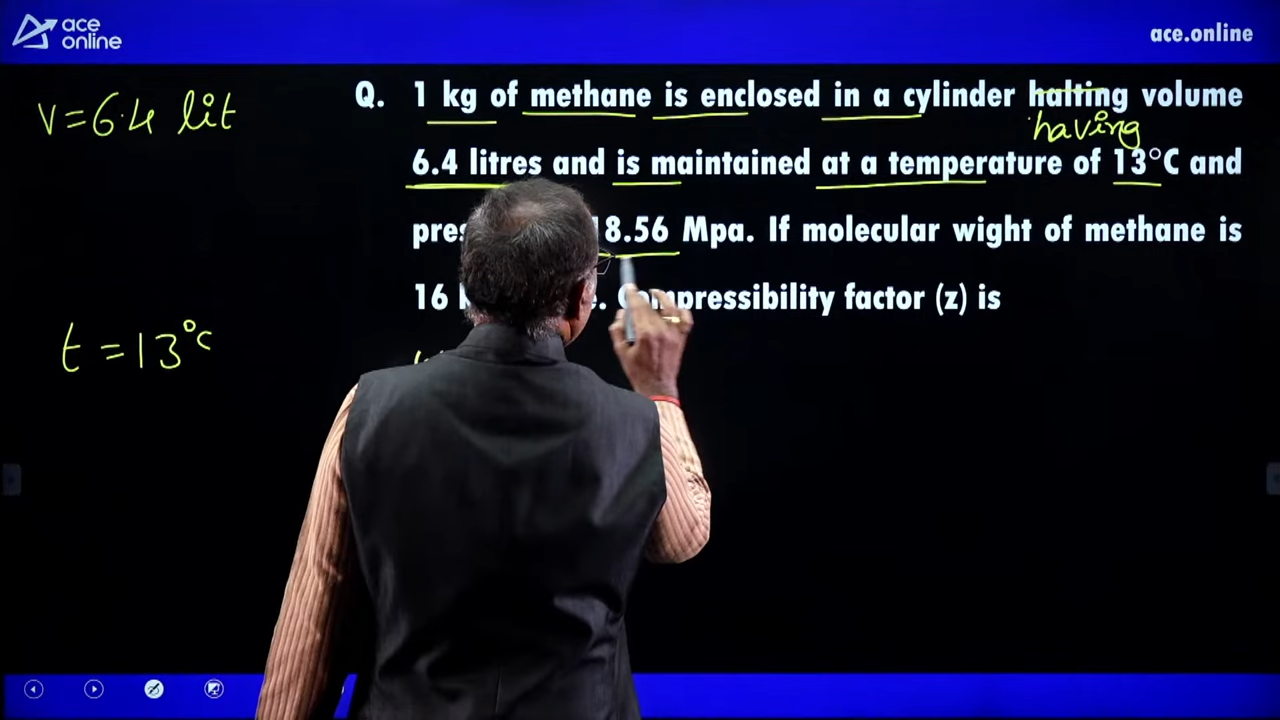 ace
online
ace.online
V=6.4 lit
Q. 1 kg of methane is enclosed in a cylinder halting volume
having
6.4 litres and is maintained at a temperature of 13°C and
18.56 Mpa. If molecular wight of methane is
16 Compressibility factor (z) is
t = 13°C